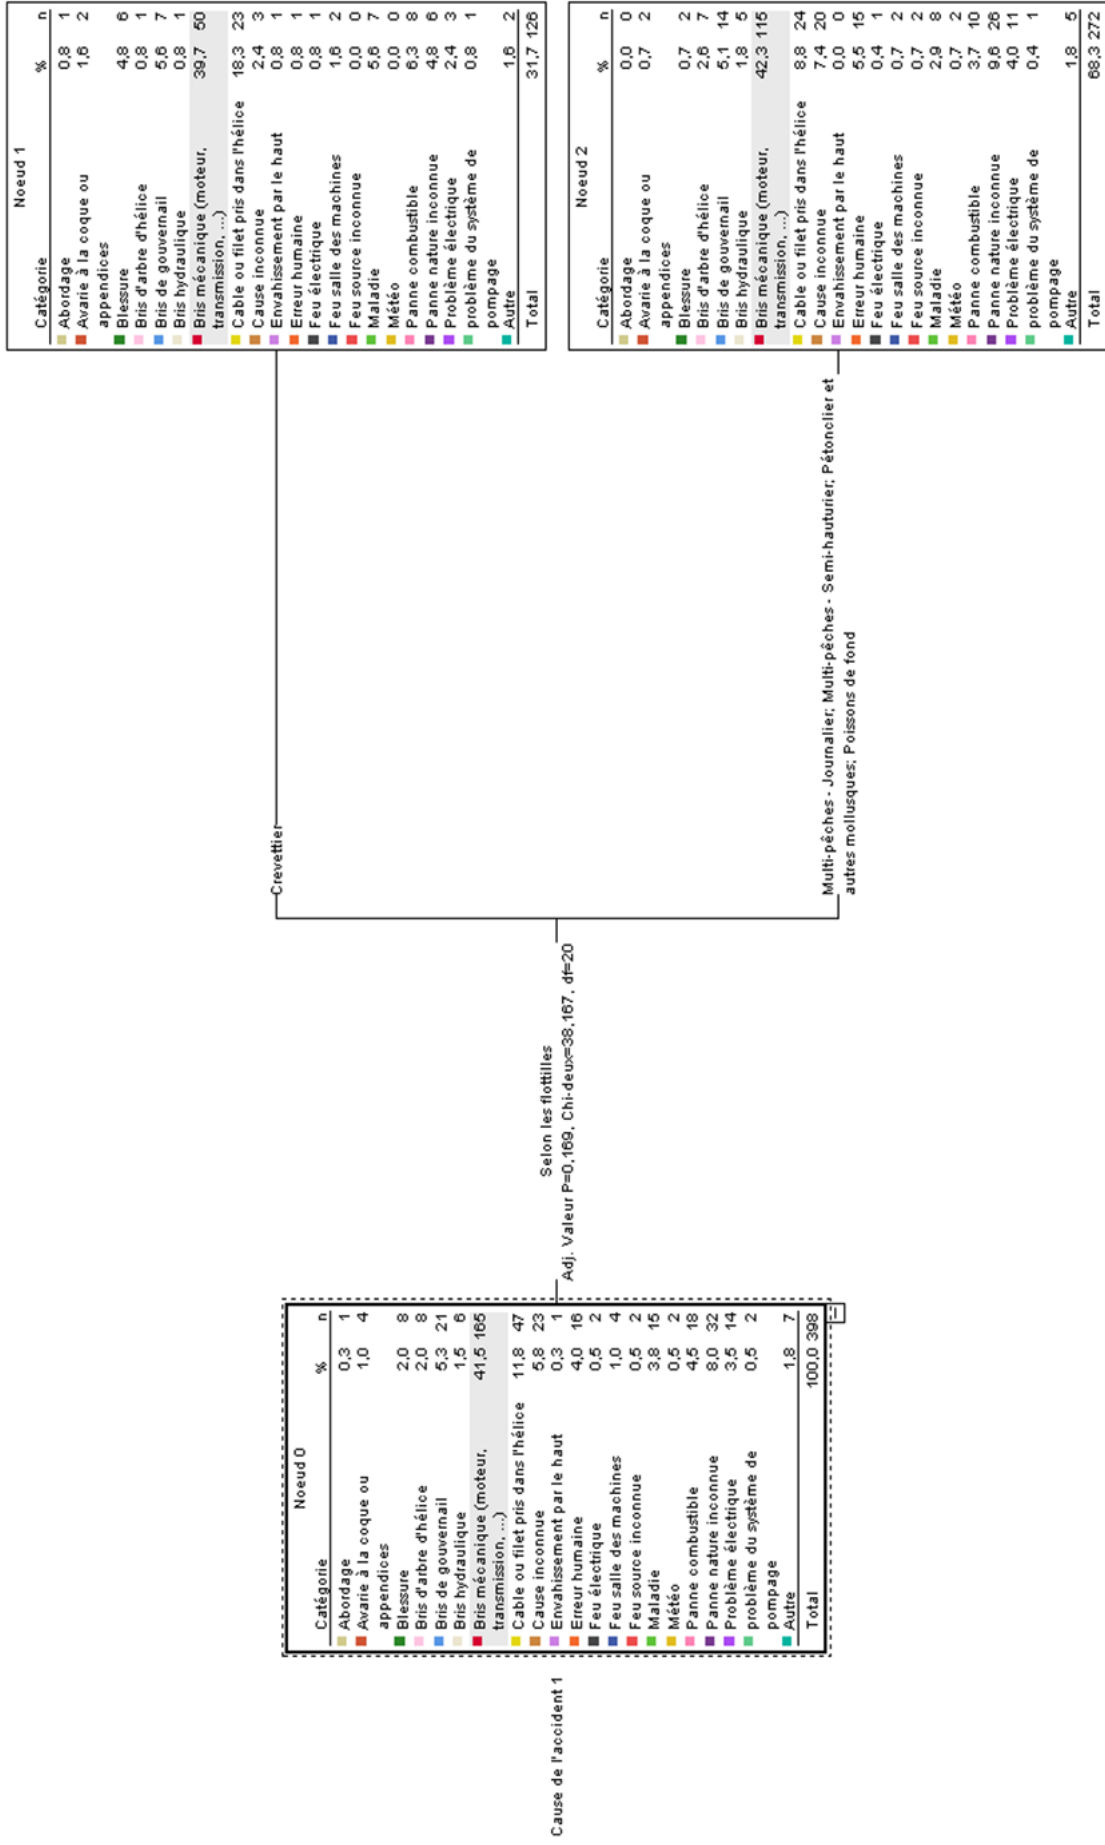 Cause de l'accident 1
Noeud 0
Catégorie % n
Abordage 0,3 1
Avarie à la coque ou
appendices 1,0 4
Blessure 2,0 8
Bris d'arbre d'hélice 2,0 8
Bris de gouvernail 5,3 21
Bris hydraulique 1,5 6
Bris mécanique (moteur,
transmission, ...) 41,5 165
Cable ou filet pris dans l'hélice 11,8 47
Cause inconnue 5,8 23
Envahissement par le haut 0,3 1
Erreur humaine 4,0 16
Feu électrique 0,5 2
Feu salle des machines 1,0 4
Feu source inconnue 0,5 2
Maladie 3,8 15
Météo 0,5 2
Panne combustible 4,5 18
Panne nature inconnue 8,0 32
Problème électrique 3,5 14
problème du système de
pompage 0,5 2
Autre 1,8 7
Total 100,0 398
Selon les flottilles
Adj. Valeur P=0,169, Chi-deux=38,167, df=20
Crevettier
Noeud 1
Catégorie % n
Abordage 0,8 1
Avarie à la coque ou
appendices 1,6 2
Blessure 4,8 6
Bris d'arbre d'hélice 0,8 1
Bris de gouvernail 5,6 7
Bris hydraulique 0,8 1
Bris mécanique (moteur,
transmission, ...) 39,7 50
Cable ou filet pris dans l'hélice 18,3 23
Cause inconnue 2,4 3
Envahissement par le haut 0,8 1
Erreur humaine 0,8 1
Feu électrique 0,8 1
Feu salle des machines 1,6 2
Feu source inconnue 0,0 0
Maladie 5,6 7
Météo 0,0 0
Panne combustible 6,3 8
Panne nature inconnue 4,8 6
Problème électrique 2,4 3
problème du système de
pompage 0,8 1
Autre 1,6 2
Total 31,7 126
Multi-pêches - Journalier; Multi-pêches - Semi-hauturier; Pétonclier et
autres mollusques; Poissons de fond
Noeud 2
Catégorie % n
Abordage 0,0 0
Avarie à la coque ou
appendices 0,7 2
Blessure 0,7 2
Bris d'arbre d'hélice 2,6 7
Bris de gouvernail 5,1 14
Bris hydraulique 1,8 5
Bris mécanique (moteur,
transmission, ...) 42,3 115
Cable ou filet pris dans l'hélice 8,8 24
Cause inconnue 7,4 20
Envahissement par le haut 0,0 0
Erreur humaine 5,5 15
Feu électrique 0,4 1
Feu salle des machines 0,7 2
Feu source inconnue 0,7 2
Maladie 2,9 8
Météo 0,7 2
Panne combustible 3,7 10
Panne nature inconnue 9,6 26
Problème électrique 4,0 11
problème du système de
pompage 0,4 1
Autre 1,8 5
Total 68,3 272